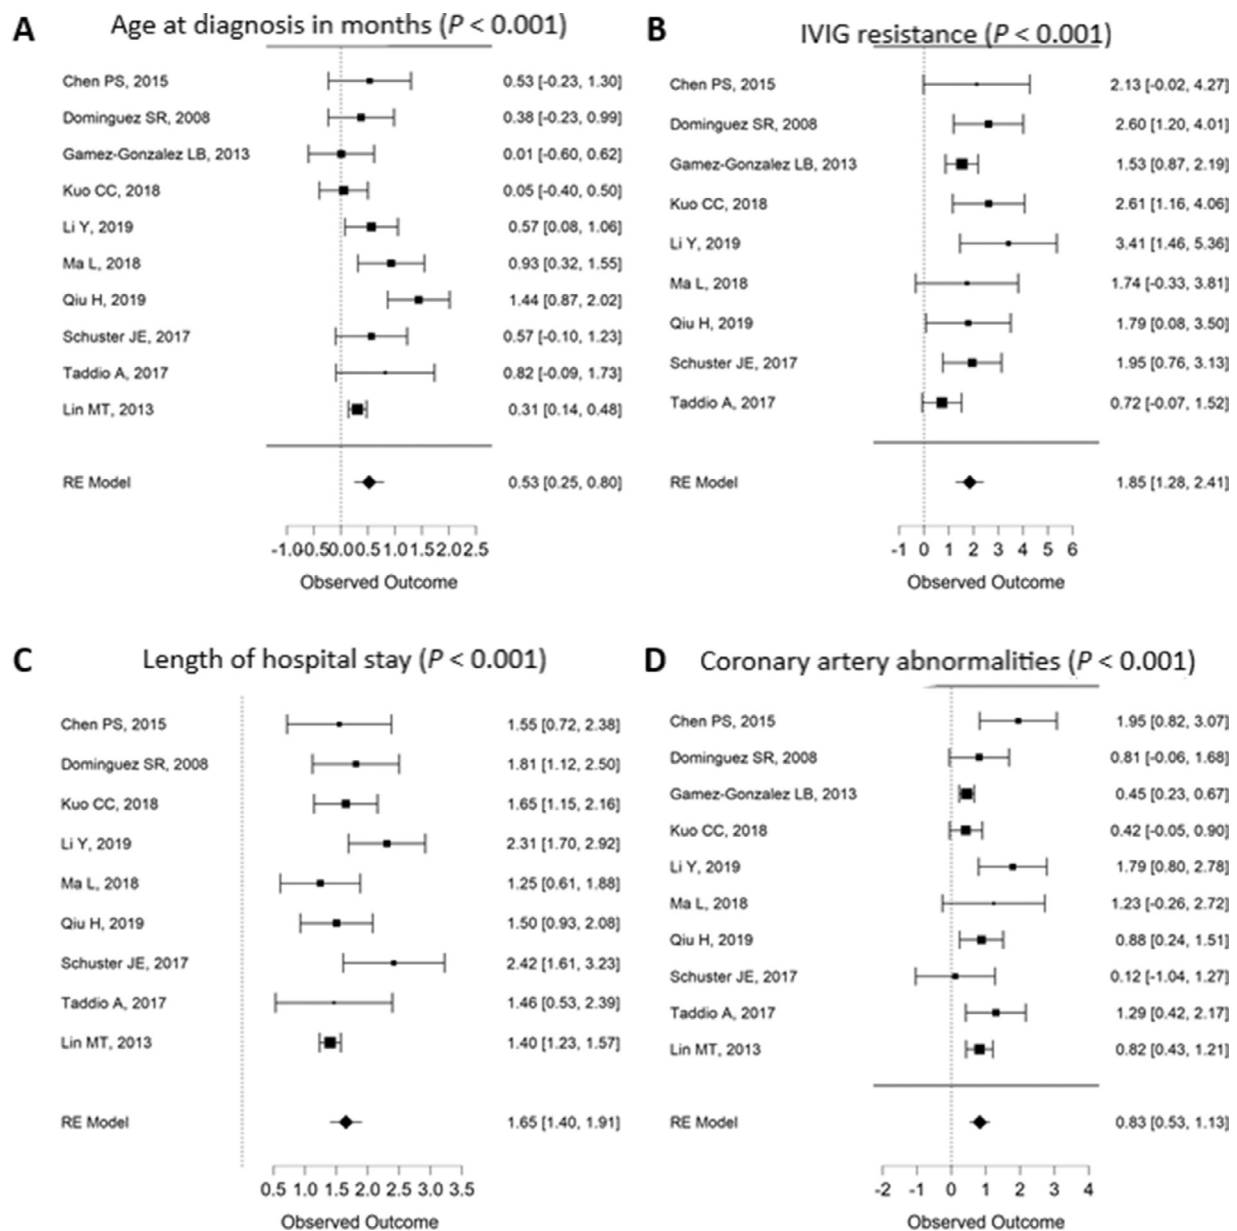 A Age at diagnosis in months (P < 0.001)
Chen PS, 2015 0.53 [-0.23, 1.30]
Dominguez SR, 2008 0.38 [-0.23, 0.99]
Gamez-Gonzalez LB, 2013 0.01 [-0.60, 0.62]
Kuo CC, 2018 0.05 [-0.40, 0.50]
Li Y, 2019 0.57 [0.08, 1.06]
Ma L, 2018 0.93 [0.32, 1.55]
Qiu H, 2019 1.44 [0.87, 2.02]
Schuster JE, 2017 0.57 [-0.10, 1.23]
Taddio A, 2017 0.82 [-0.09, 1.73]
Lin MT, 2013 0.31 [0.14, 0.48]
RE Model 0.53 [0.25, 0.80]
-1.0 -0.5 0.0 0.5 1.0 1.5 2.0 2.5
Observed Outcome
B IVIG resistance (P < 0.001)
Chen PS, 2015 2.13 [-0.02, 4.27]
Dominguez SR, 2008 2.60 [1.20, 4.01]
Gamez-Gonzalez LB, 2013 1.53 [0.87, 2.19]
Kuo CC, 2018 2.61 [1.16, 4.06]
Li Y, 2019 3.41 [1.46, 5.36]
Ma L, 2018 1.74 [-0.33, 3.81]
Qiu H, 2019 1.79 [0.08, 3.50]
Schuster JE, 2017 1.95 [0.76, 3.13]
Taddio A, 2017 0.72 [-0.07, 1.52]
RE Model 1.85 [1.28, 2.41]
-1 0 1 2 3 4 5 6
Observed Outcome
C Length of hospital stay (P < 0.001)
Chen PS, 2015 1.55 [0.72, 2.38]
Dominguez SR, 2008 1.81 [1.12, 2.50]
Kuo CC, 2018 1.65 [1.15, 2.16]
Li Y, 2019 2.31 [1.70, 2.92]
Ma L, 2018 1.25 [0.61, 1.88]
Qiu H, 2019 1.50 [0.93, 2.08]
Schuster JE, 2017 2.42 [1.61, 3.23]
Taddio A, 2017 1.46 [0.53, 2.39]
Lin MT, 2013 1.40 [1.23, 1.57]
RE Model 1.65 [1.40, 1.91]
0.5 1.0 1.5 2.0 2.5 3.0 3.5
Observed Outcome
D Coronary artery abnormalities (P < 0.001)
Chen PS, 2015 1.95 [0.82, 3.07]
Dominguez SR, 2008 0.81 [-0.06, 1.68]
Gamez-Gonzalez LB, 2013 0.45 [0.23, 0.67]
Kuo CC, 2018 0.42 [-0.05, 0.90]
Li Y, 2019 1.79 [0.80, 2.78]
Ma L, 2018 1.23 [-0.26, 2.72]
Qiu H, 2019 0.88 [0.24, 1.51]
Schuster JE, 2017 0.12 [-1.04, 1.27]
Taddio A, 2017 1.29 [0.42, 2.17]
Lin MT, 2013 0.82 [0.43, 1.21]
RE Model 0.83 [0.53, 1.13]
-2 -1 0 1 2 3 4
Observed Outcome